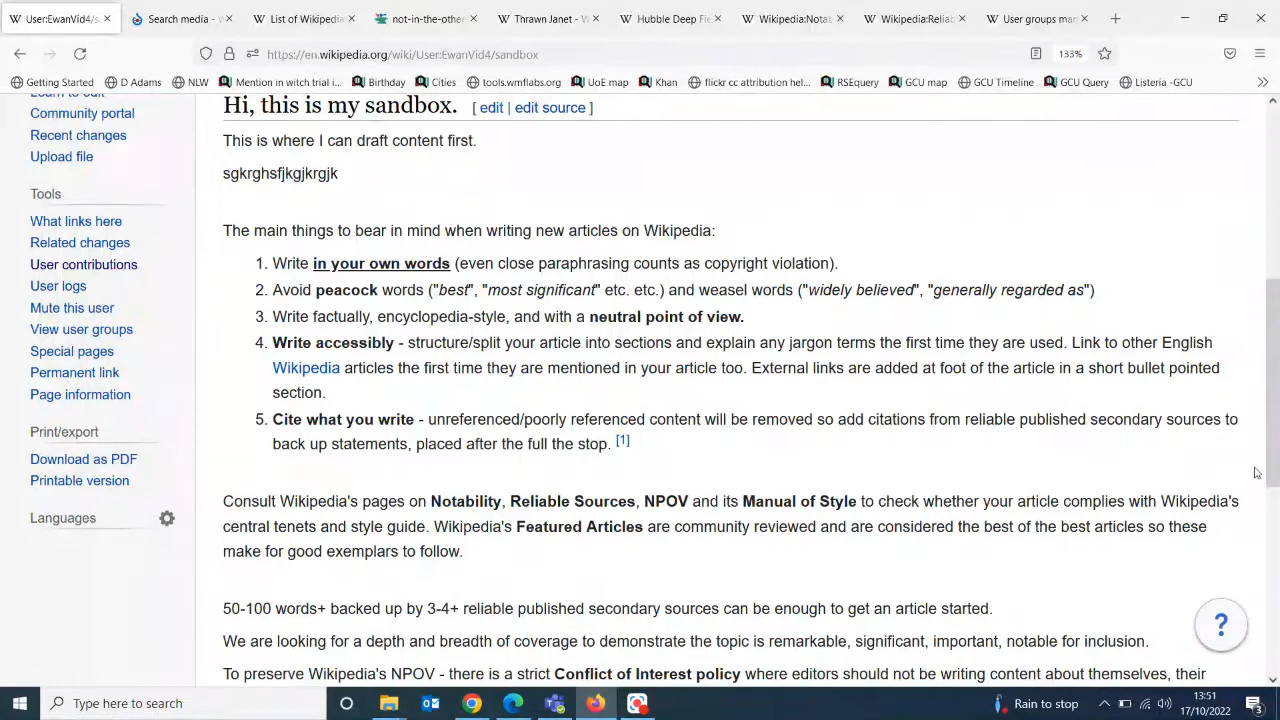 User:EwanVid4/s
Search media - W
List of Wikipedia
not-in-the-other
Thrawn Janet - W
Hubble Deep Fie
Wikipedia:Notab
Wikipedia:Reliab
User groups man
https://en.wikipedia.org/wiki/User:EwanVid4/sandbox
133%
Getting Started
D Adams
NLW
Mention in witch trial i...
Birthday
Cities
tools.wmflabs.org
UoE map
Khan
flickr cc attribution hel...
RSEquery
GCU map
GCU Timeline
GCU Query
Listeria -GCU
Learn to edit
Community portal
Recent changes
Upload file
Tools
What links here
Related changes
User contributions
User logs
Mute this user
View user groups
Special pages
Permanent link
Page information
Print/export
Download as PDF
Printable version
Languages
Hi, this is my sandbox. [ edit | edit source ]
This is where I can draft content first.
sgkrghsfjkgjkrgjk
The main things to bear in mind when writing new articles on Wikipedia:
1. Write in your own words (even close paraphrasing counts as copyright violation).
2. Avoid peacock words ("best", "most significant" etc. etc.) and weasel words ("widely believed", "generally regarded as")
3. Write factually, encyclopedia-style, and with a neutral point of view.
4. Write accessibly - structure/split your article into sections and explain any jargon terms the first time they are used. Link to other English
Wikipedia articles the first time they are mentioned in your article too. External links are added at foot of the article in a short bullet pointed
section.
5. Cite what you write - unreferenced/poorly referenced content will be removed so add citations from reliable published secondary sources to
back up statements, placed after the full the stop. [1]
Consult Wikipedia's pages on Notability, Reliable Sources, NPOV and its Manual of Style to check whether your article complies with Wikipedia's
central tenets and style guide. Wikipedia's Featured Articles are community reviewed and are considered the best of the best articles so these
make for good exemplars to follow.
50-100 words+ backed up by 3-4+ reliable published secondary sources can be enough to get an article started.
We are looking for a depth and breadth of coverage to demonstrate the topic is remarkable, significant, important, notable for inclusion.
To preserve Wikipedia's NPOV - there is a strict Conflict of Interest policy where editors should not be writing content about themselves, their
?
Type here to search
Rain to stop
13:51
17/10/2022
3